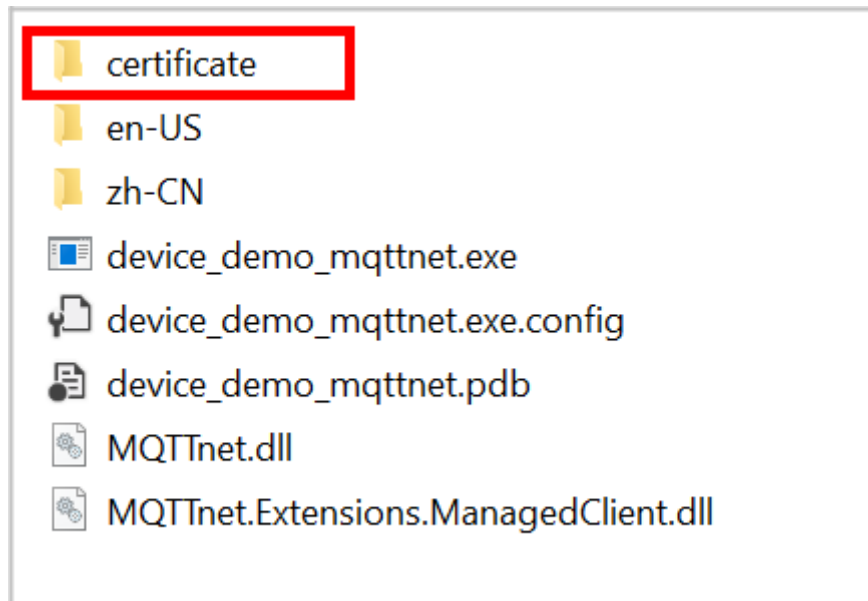 certificate
en-US
zh-CN
device_demo_mqttnet.exe
device_demo_mqttnet.exe.config
device_demo_mqttnet.pdb
MQTTnet.dll
MQTTnet.Extensions.ManagedClient.dll